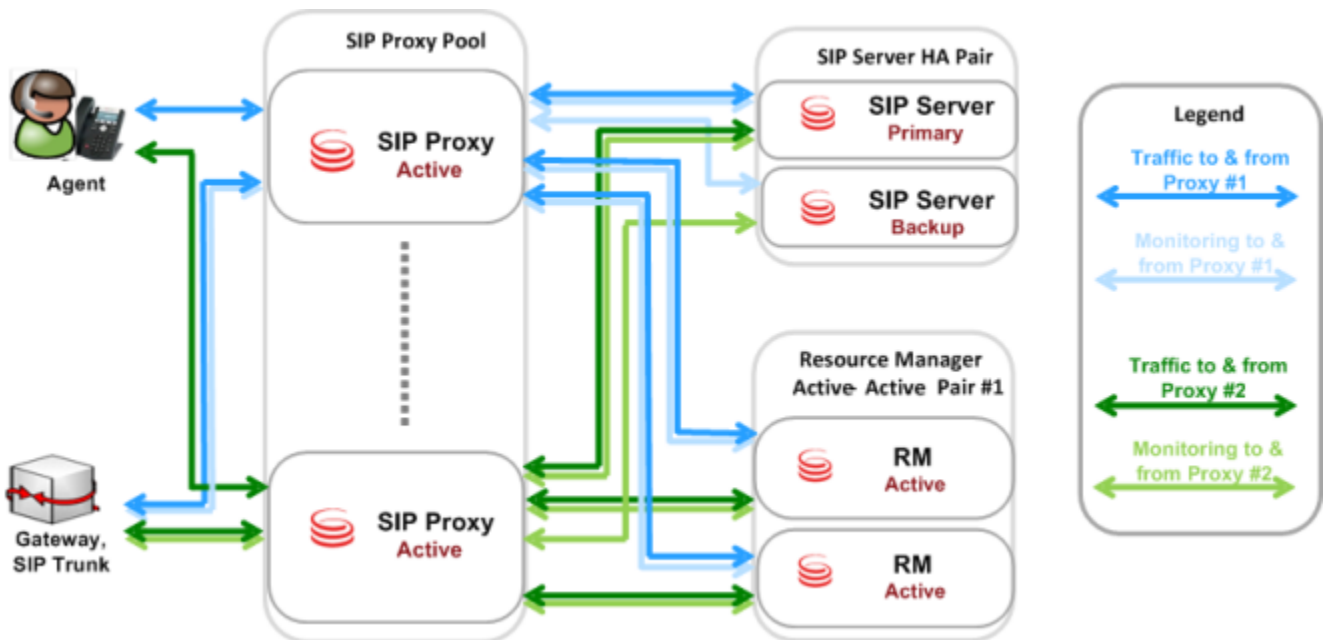 SIP Proxy Pool
SIP Proxy
Active
SIP Proxy
Active
Agent
Gateway,
SIP Trunk
SIP Server HA Pair
SIP Server
Primary
SIP Server
Backup
Resource Manager
Active- Active Pair #1
RM
Active
RM
Active
Legend
Traffic to & from
Proxy #1
Monitoring to &
from Proxy #1
Traffic to & from
Proxy #2
Monitoring to &
from Proxy #2